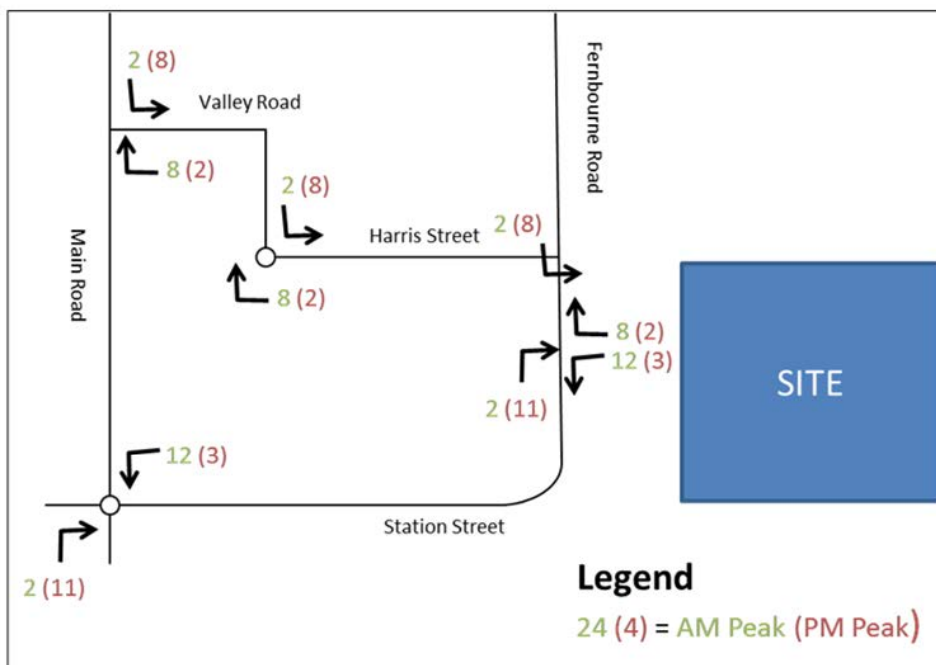 2 (8)
Valley Road
Fernbourne Road
8 (2)
2 (8)
Harris Street
2 (8)
Main Road
8 (2)
8 (2)
12 (3)
SITE
2 (11)
12 (3)
Station Street
2 (11)
Legend
24 (4) = AM Peak (PM Peak)